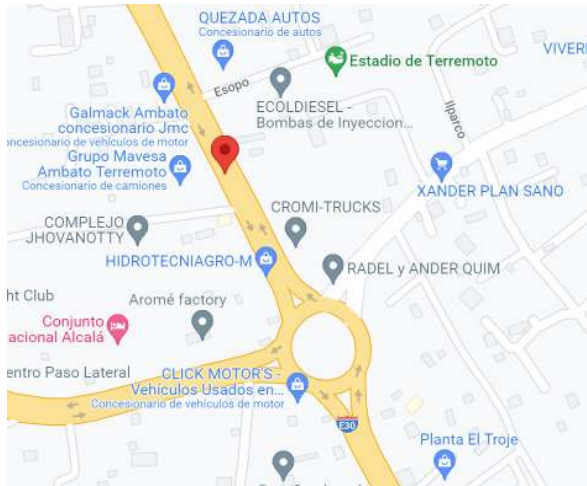 QUEZADA AUTOS
Concesionario de autos
Esopo
Estadio de Terremoto
VIVER
Ilparco
Galmack Ambato
concesionario Jmc
oncesionario de vehículos de motor
ECOLDIESEL -
Bombas de Inyeccion...
Grupo Mavesa
Ambato Terremoto
Concesionario de camiones
XANDER PLAN SANO
COMPLEJO
JHOVANOTTY
CROMI-TRUCKS
HIDROTECNIAGRO-M
RADEL y ANDER QUIM
ht Club
Aromé factory
Conjunto
acional Alcalá
entro Paso Lateral
CLICK MOTOR'S -
Vehículos Usados en...
Concesionario de vehículos de motor
E30
Planta El Troje